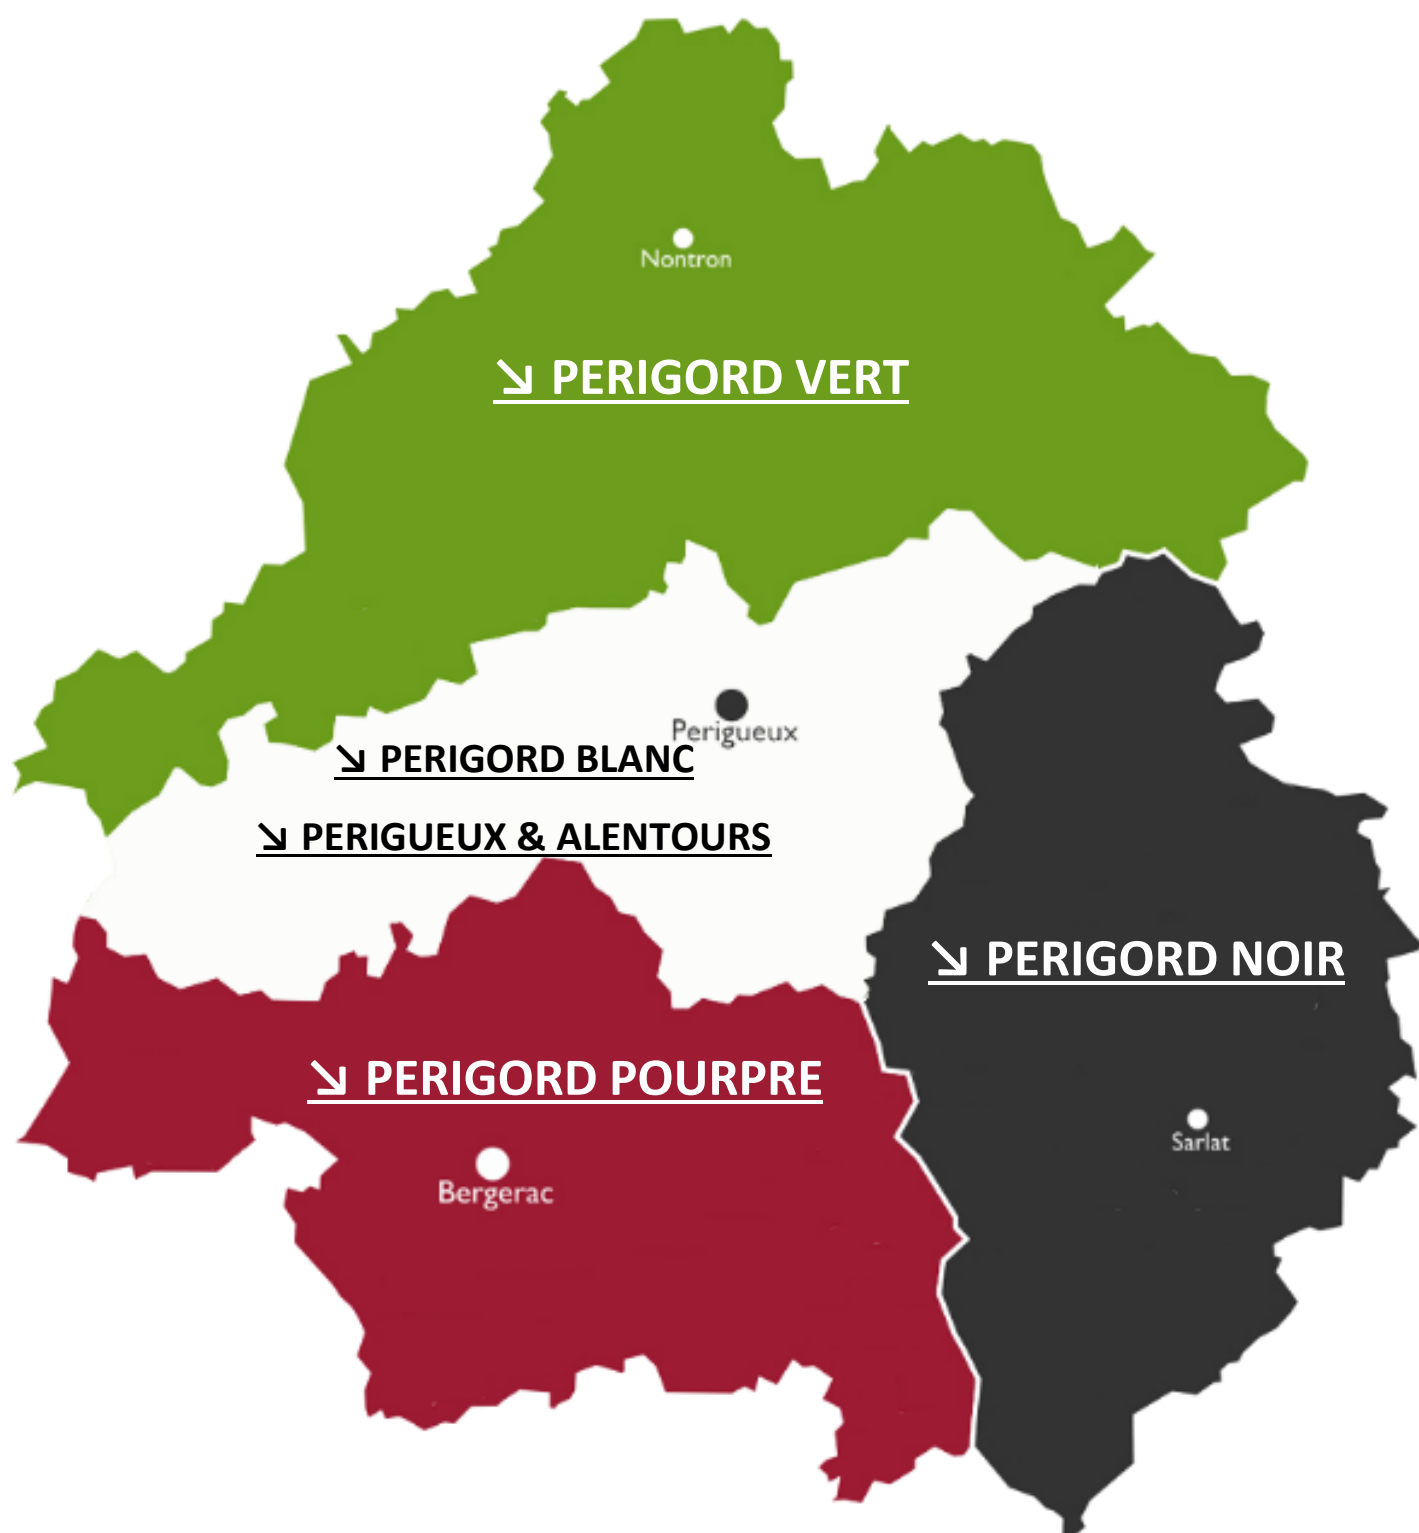 Nontron
↘ PERIGORD VERT
Perigueux
↘ PERIGORD BLANC
↘ PERIGUEUX & ALENTOURS
↘ PERIGORD NOIR
↘ PERIGORD POURPRE
Sarlat
Bergerac